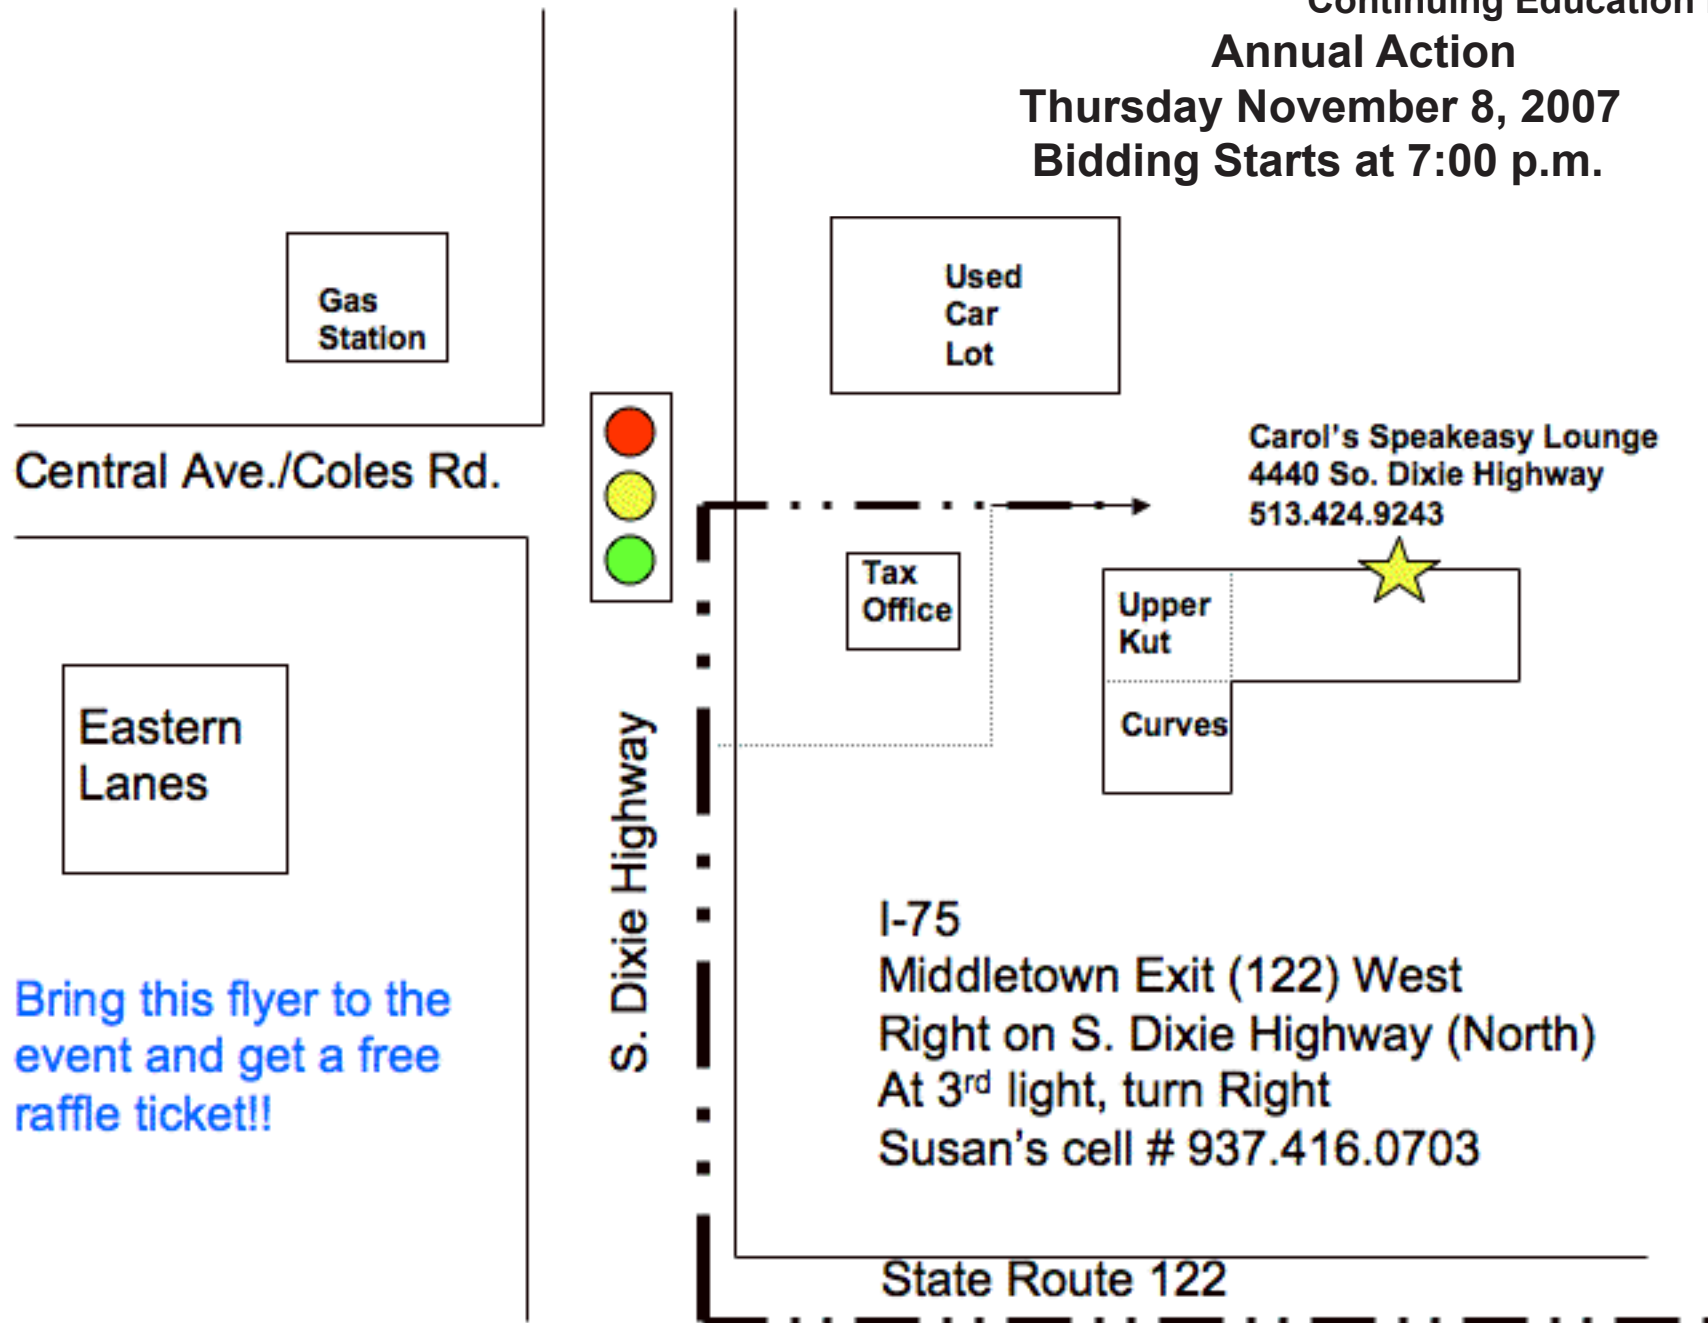 Continuing Education
Annual Action
Thursday November 8, 2007
Bidding Starts at 7:00 p.m.
Gas
Station
Used
Car
Lot
Central Ave./Coles Rd.
Carol's Speakeasy Lounge
4440 So. Dixie Highway
513.424.9243
Tax
Office
Upper
Kut
Curves
Eastern
Lanes
S. Dixie Highway
I-75
Middletown Exit (122) West
Right on S. Dixie Highway (North)
At 3rd light, turn Right
Susan's cell # 937.416.0703
Bring this flyer to the
event and get a free
raffle ticket!!
State Route 122